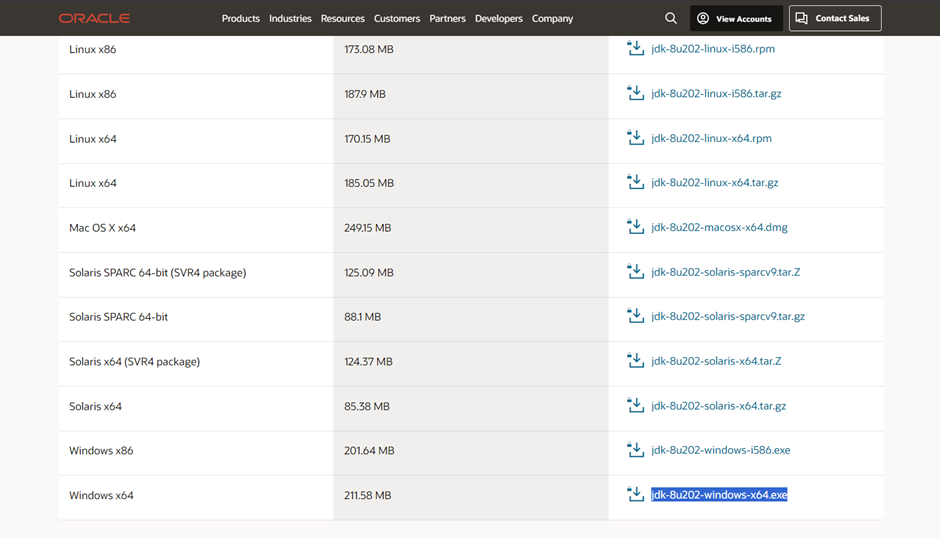 ORACLE Products Industries Resources Customers Partners Developers Company View Accounts Contact Sales
Linux x86 173.08 MB jdk-8u202-linux-i586.rpm
Linux x86 187.9 MB jdk-8u202-linux-i586.tar.gz
Linux x64 170.15 MB jdk-8u202-linux-x64.rpm
Linux x64 185.05 MB jdk-8u202-linux-x64.tar.gz
Mac OS X x64 249.15 MB jdk-8u202-macosx-x64.dmg
Solaris SPARC 64-bit (SVR4 package) 125.09 MB jdk-8u202-solaris-sparcv9.tar.Z
Solaris SPARC 64-bit 88.1 MB jdk-8u202-solaris-sparcv9.tar.gz
Solaris x64 (SVR4 package) 124.37 MB jdk-8u202-solaris-x64.tar.Z
Solaris x64 85.38 MB jdk-8u202-solaris-x64.tar.gz
Windows x86 201.64 MB jdk-8u202-windows-i586.exe
Windows x64 211.58 MB jdk-8u202-windows-x64.exe